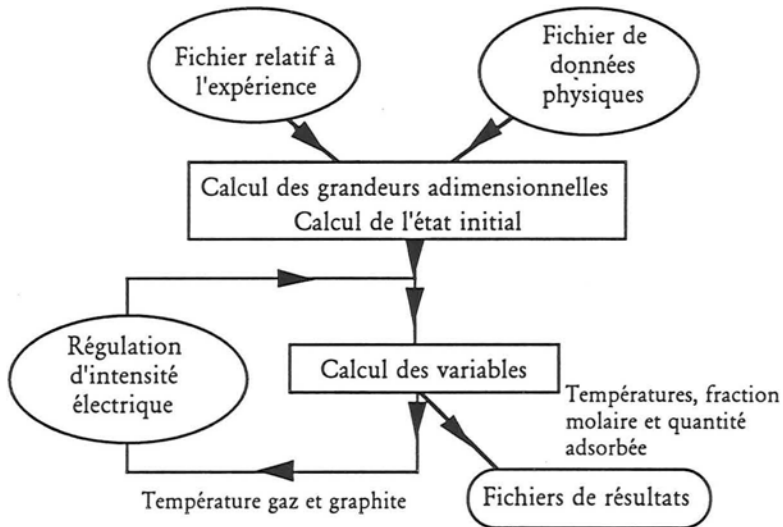 Fichier relatif à
l'expérience
Fichier de
données
physiques
Calcul des grandeurs adimensionnelles
Calcul de l'état initial
Régulation
d'intensité
électrique
Calcul des variables
Températures, fraction
molaire et quantité
adsorbée
Température gaz et graphite
Fichiers de résultats